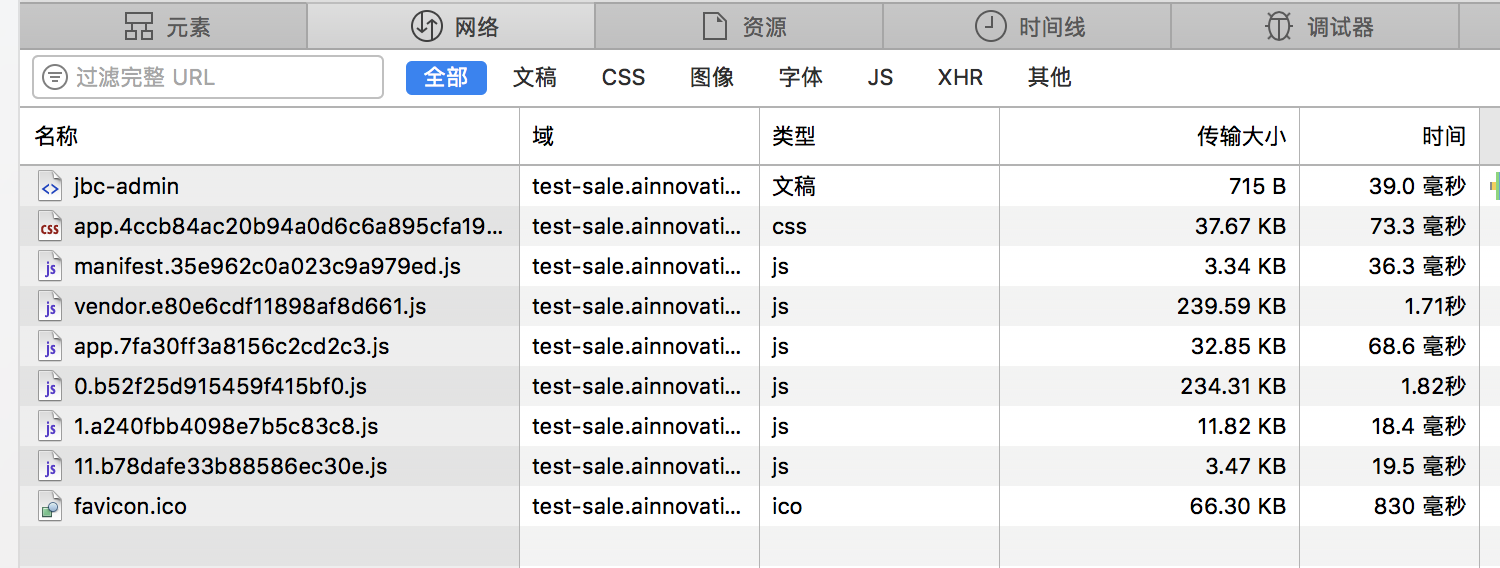 元素 网络 资源 时间线 调试器
过滤完整 URL 全部 文稿 CSS 图像 字体 JS XHR 其他
名称 域 类型 传输大小 时间
<> jbc-admin test-sale.ainnovati... 文稿 715 B 39.0 毫秒
css app.4ccb84ac20b94a0d6c6a895cfa19... test-sale.ainnovati... css 37.67 KB 73.3 毫秒
js manifest.35e962c0a023c9a979ed.js test-sale.ainnovati... js 3.34 KB 36.3 毫秒
js vendor.e80e6cdf11898af8d661.js test-sale.ainnovati... js 239.59 KB 1.71秒
js app.7fa30ff3a8156c2cd2c3.js test-sale.ainnovati... js 32.85 KB 68.6 毫秒
js 0.b52f25d915459f415bf0.js test-sale.ainnovati... js 234.31 KB 1.82秒
js 1.a240fbb4098e7b5c83c8.js test-sale.ainnovati... js 11.82 KB 18.4 毫秒
js 11.b78dafe33b88586ec30e.js test-sale.ainnovati... js 3.47 KB 19.5 毫秒
favicon.ico test-sale.ainnovati... ico 66.30 KB 830 毫秒